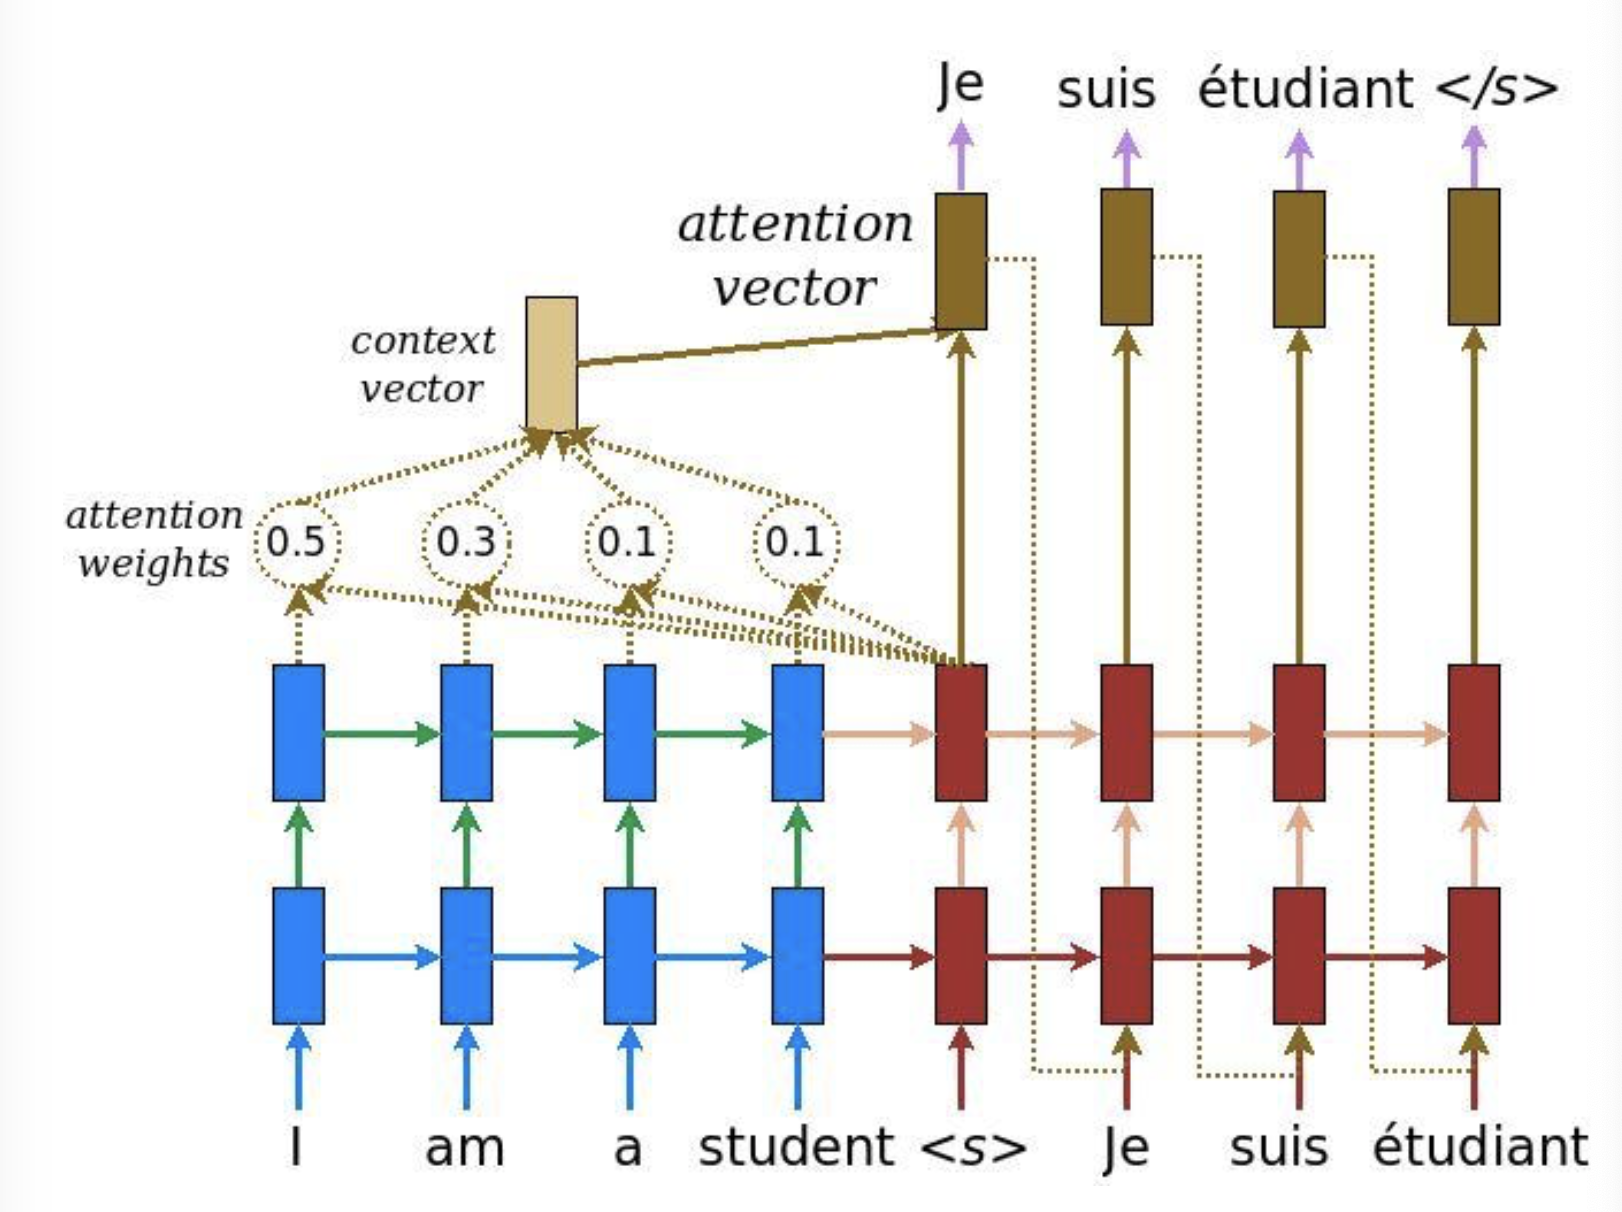 Je suis étudiant </s>
attention
vector
context
vector
attention
weights
0.5 0.3 0.1 0.1
I am a student <s> Je suis étudiant